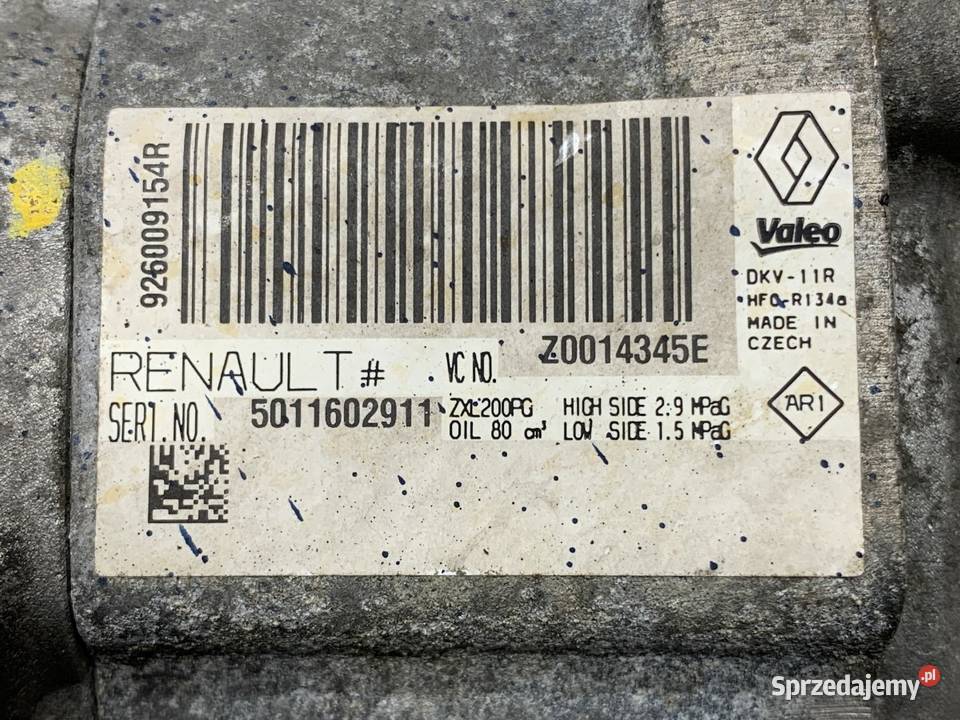 926009154R
Valeo
DKV-11R
HFC-R134a
MADE IN
CZECH
RENAULT #
VC NO.
Z0014345E
SERI.NO.
5011602911
ZXL200PG
OIL 80 cm³
HIGH SIDE 2.9 MPaG
LOW SIDE 1.5 MPaG
AR1
Sprzedajemy.pl